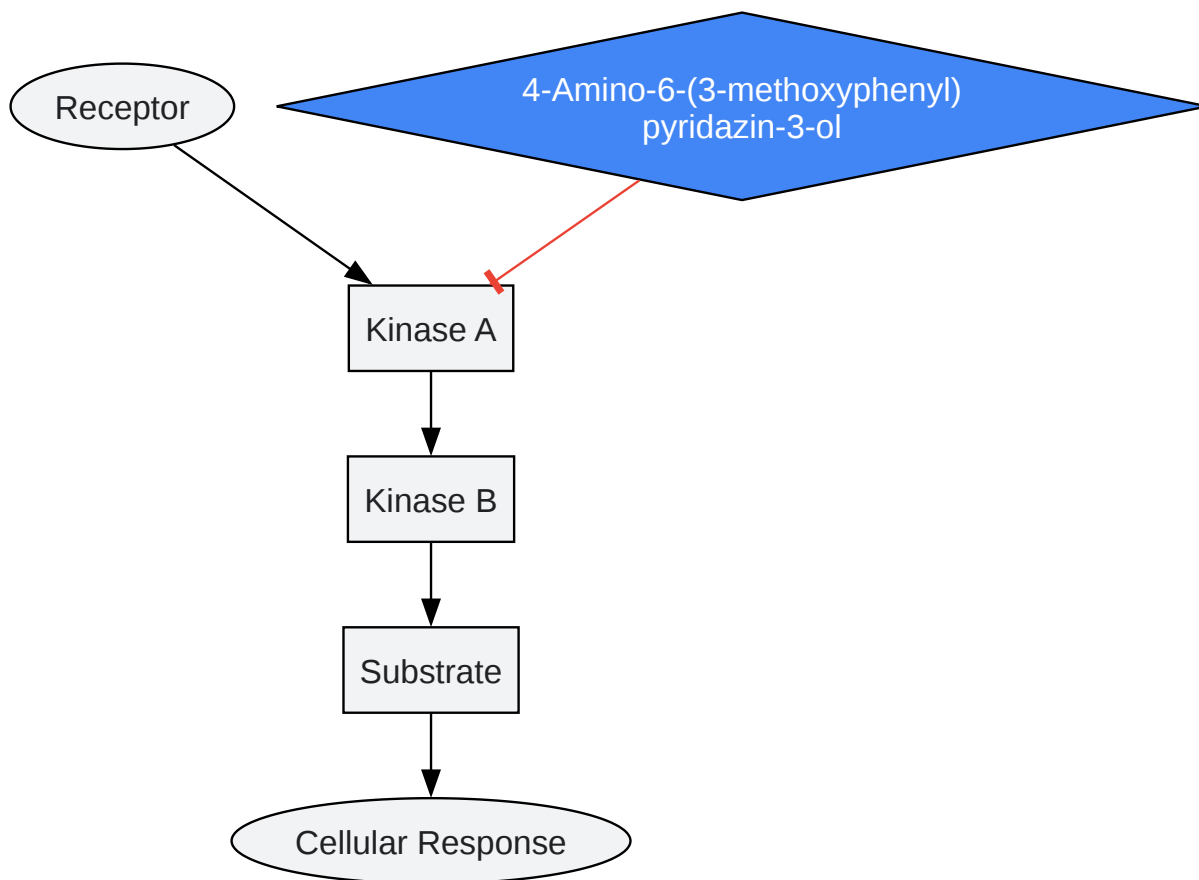 Receptor
4-Amino-6-(3-methoxyphenyl)
pyridazin-3-ol
Kinase A
Kinase B
Substrate
Cellular Response